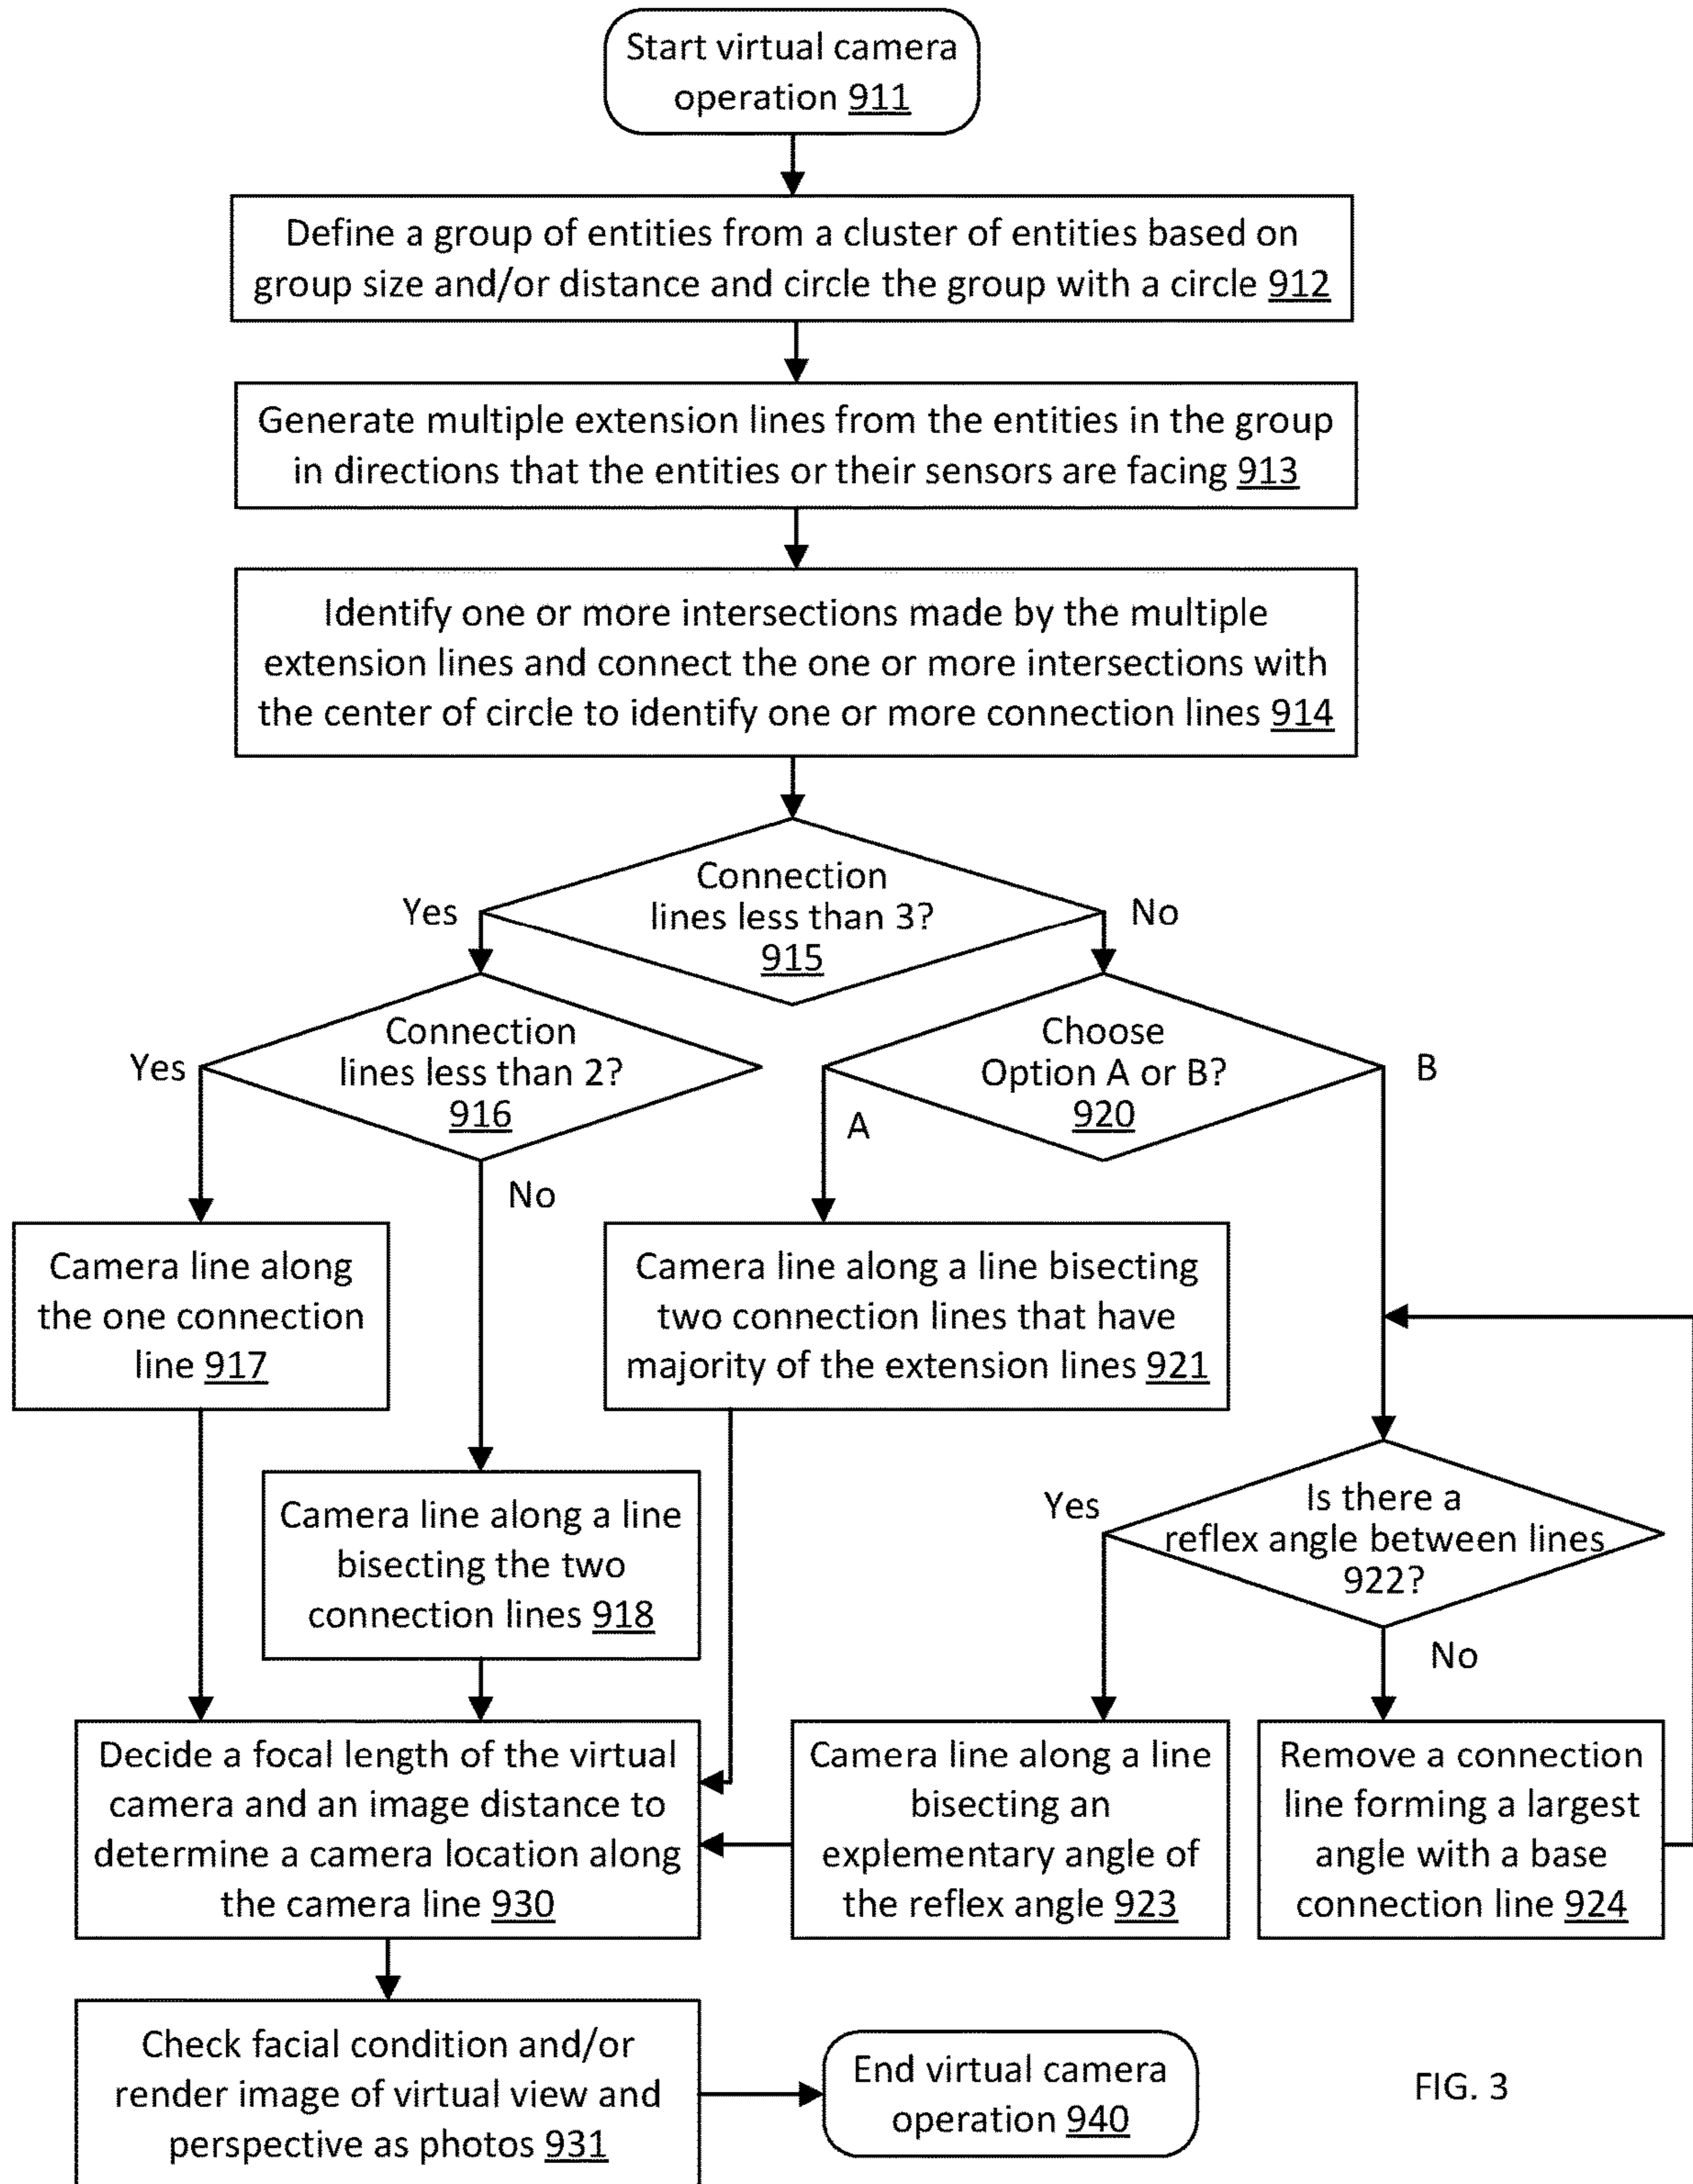 Start virtual camera
operation 911
Define a group of entities from a cluster of entities based on
group size and/or distance and circle the group with a circle 912
Generate multiple extension lines from the entities in the group
in directions that the entities or their sensors are facing 913
Identify one or more intersections made by the multiple
extension lines and connect the one or more intersections with
the center of circle to identify one or more connection lines 914
Connection
lines less than 3?
915
Yes
No
Connection
lines less than 2?
916
Yes
No
Choose
Option A or B?
920
A
B
Camera line along
the one connection
line 917
Camera line along a line bisecting
two connection lines that have
majority of the extension lines 921
Camera line along a line
bisecting the two
connection lines 918
Is there a
reflex angle between lines
922?
Yes
No
Decide a focal length of the virtual
camera and an image distance to
determine a camera location along
the camera line 930
Camera line along a line
bisecting an
explementary angle of
the reflex angle 923
Remove a connection
line forming a largest
angle with a base
connection line 924
Check facial condition and/or
render image of virtual view and
perspective as photos 931
End virtual camera
operation 940
FIG. 3